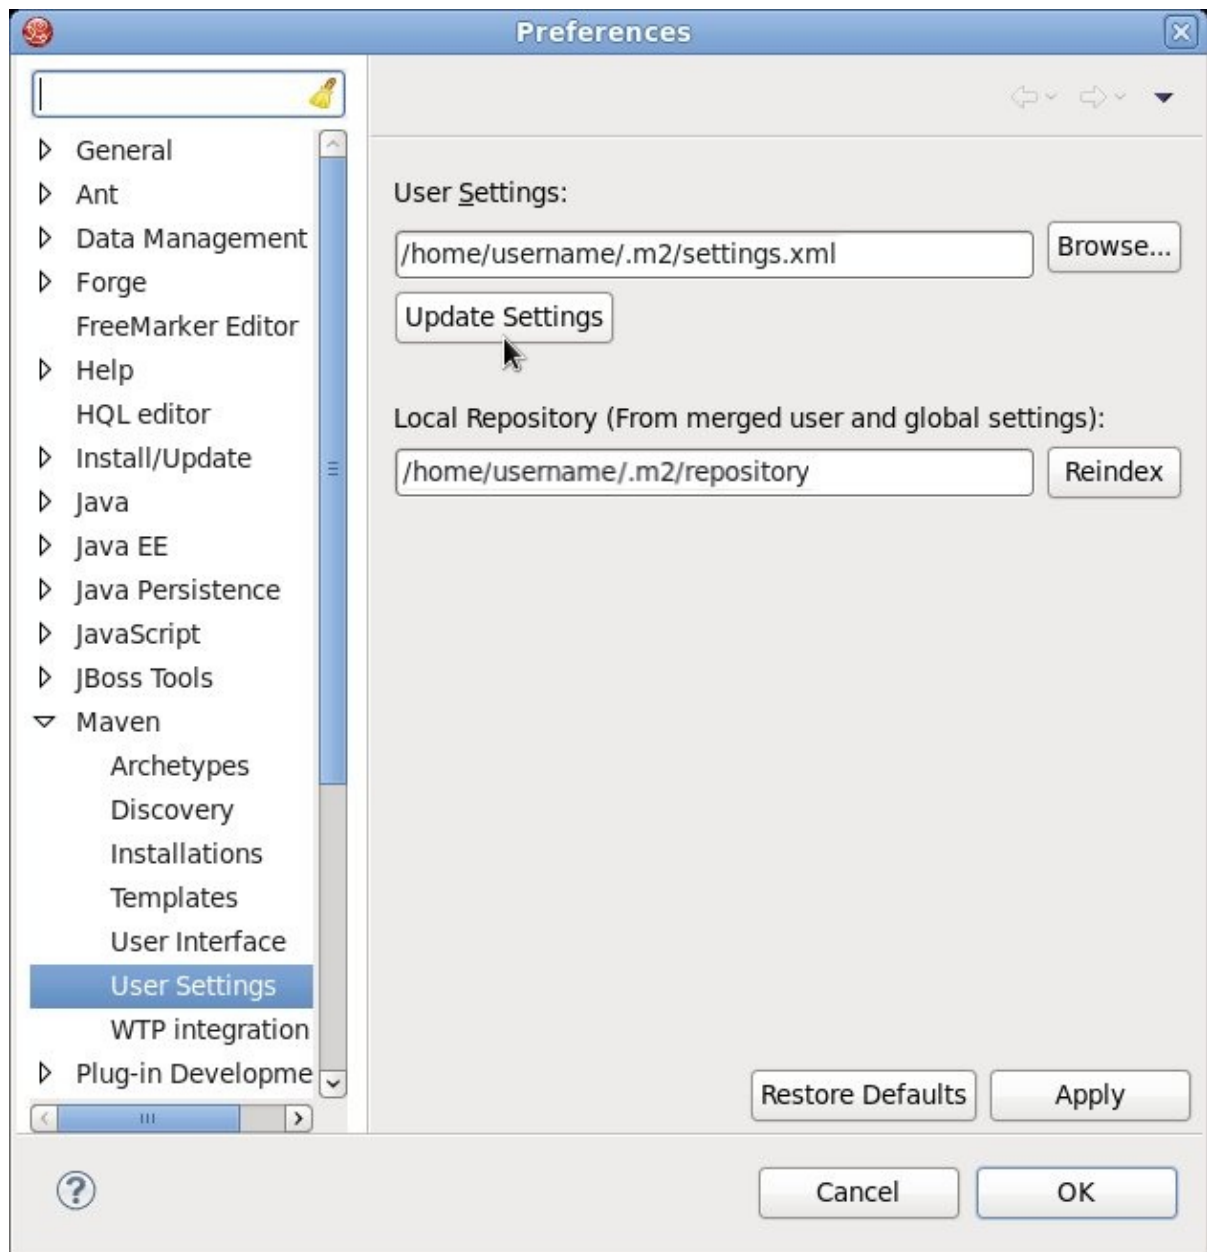 Preferences
General
Ant
Data Management
Forge
FreeMarker Editor
Help
HQL editor
Install/Update
Java
Java EE
Java Persistence
JavaScript
JBoss Tools
Maven
Archetypes
Discovery
Installations
Templates
User Interface
User Settings
WTP integration
Plug-in Developme
User Settings:
/home/username/.m2/settings.xml
Browse...
Update Settings
Local Repository (From merged user and global settings):
/home/username/.m2/repository
Reindex
Restore Defaults
Apply
?
Cancel
OK